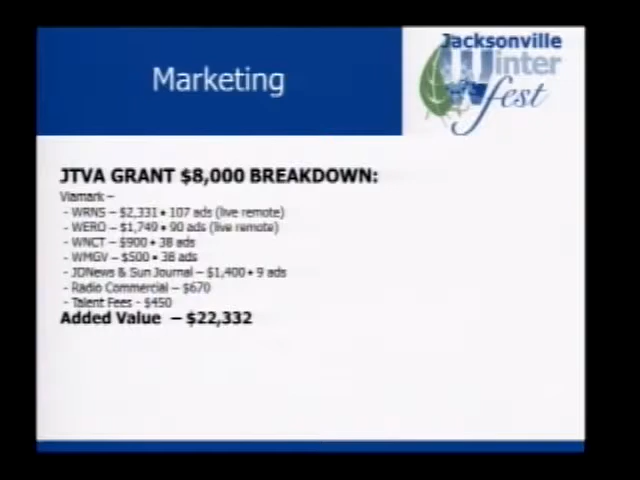 Marketing
Jacksonville
Winter
fest
JTVA GRANT $8,000 BREAKDOWN:
Viamark –
- WRNS – $2,331 • 107 ads (live remote)
- WERO – $1,749 • 90 ads (live remote)
- WNCT – $900 • 38 ads
- WMGV – $500 • 38 ads
- JDNews & Sun Journal – $1,400 • 9 ads
- Radio Commercial – $670
- Talent Fees - $450
Added Value – $22,332